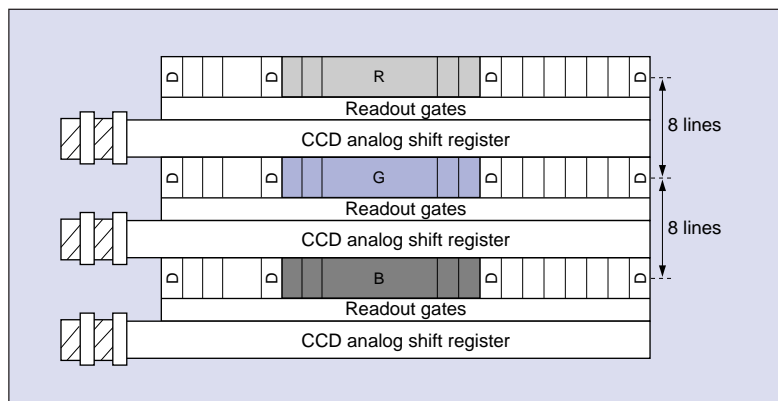 D D R D D
Readout gates
CCD analog shift register
8 lines
D D G D D
Readout gates
CCD analog shift register
8 lines
D D B D D
Readout gates
CCD analog shift register